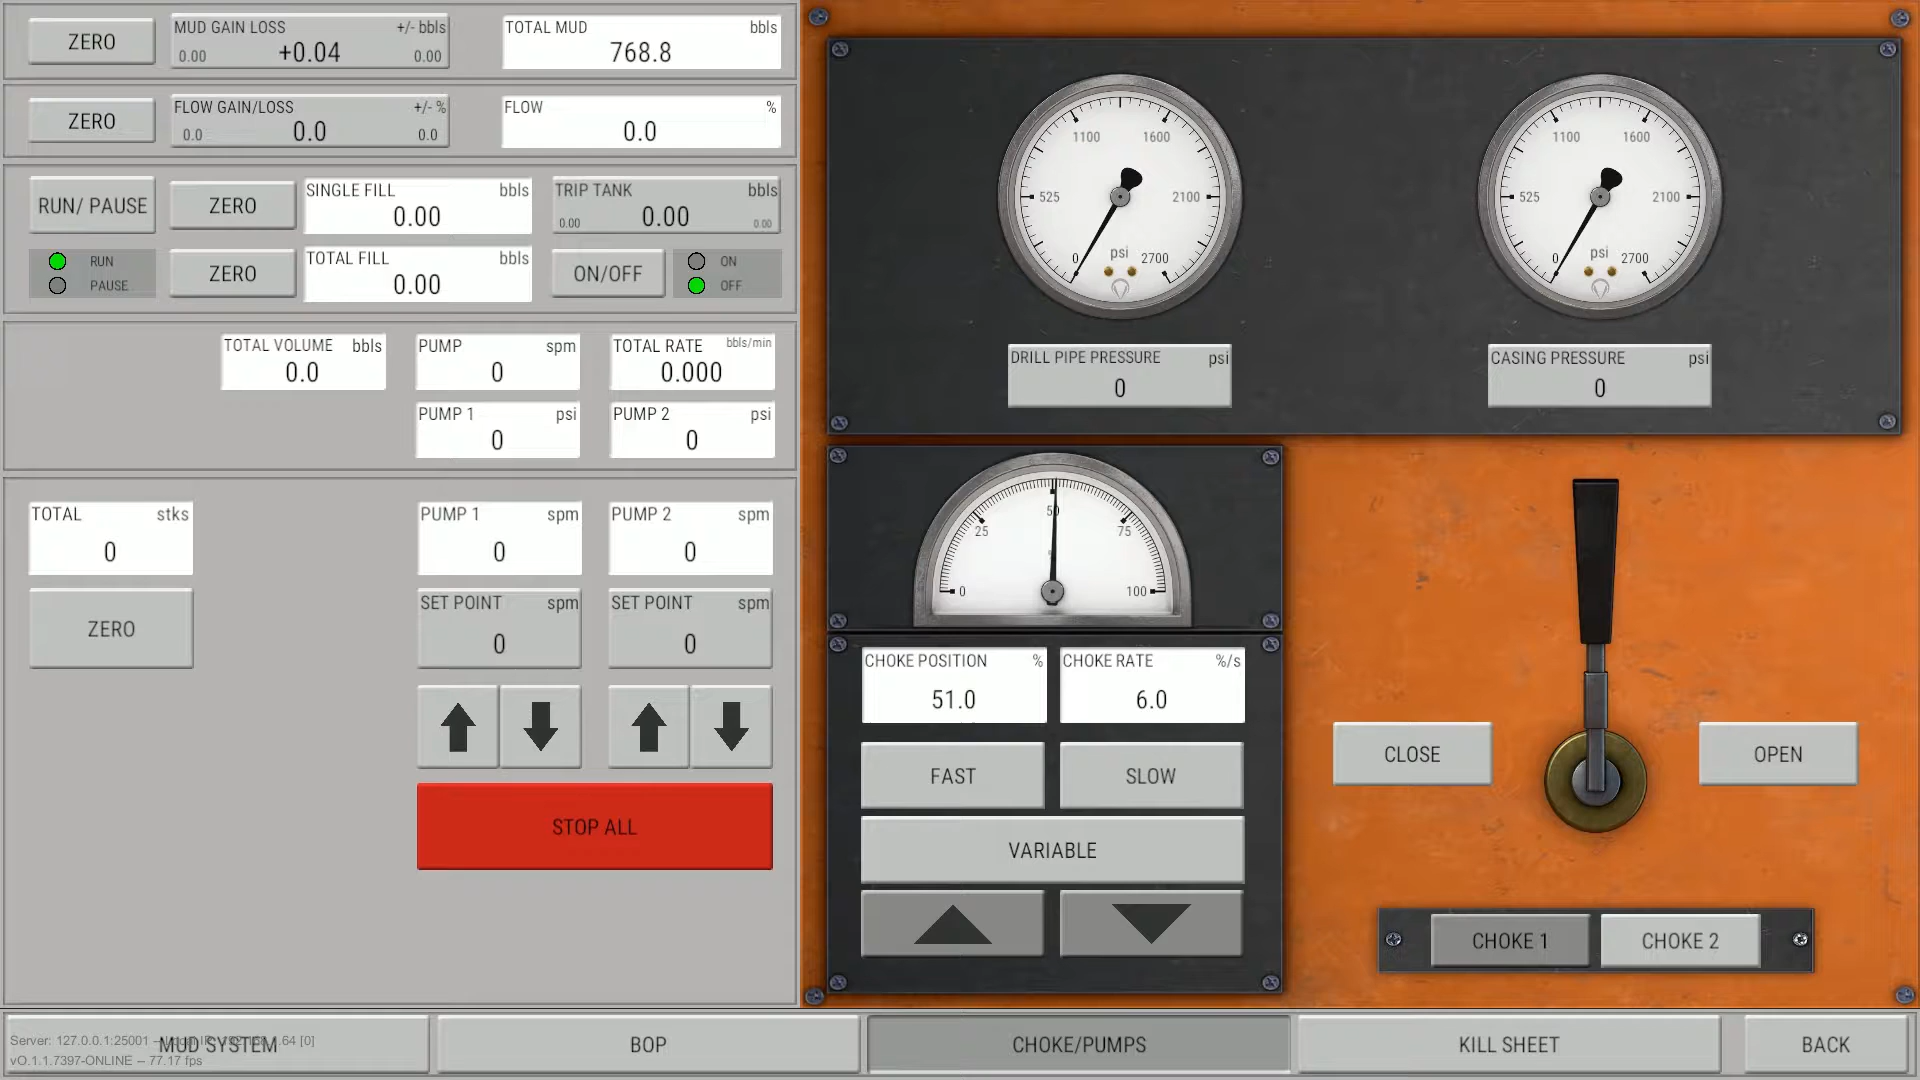 ZERO
MUD GAIN LOSS +/- bbls
0.00 +0.04 0.00
TOTAL MUD bbls
768.8
ZERO
FLOW GAIN/LOSS +/- %
0.0 0.0 0.0
FLOW %
0.0
RUN/ PAUSE
ZERO
SINGLE FILL bbls
0.00
TRIP TANK bbls
0.00 0.00 0.00
RUN
PAUSE
ZERO
TOTAL FILL bbls
0.00
ON/OFF
ON
OFF
TOTAL VOLUME bbls
0.0
PUMP spm
0
TOTAL RATE bbls/min
0.000
PUMP 1 psi
0
PUMP 2 psi
0
TOTAL stks
0
ZERO
PUMP 1 spm
0
PUMP 2 spm
0
SET POINT spm
0
SET POINT spm
0
STOP ALL
1100 1600
525 2100
psi
0 2700
DRILL PIPE PRESSURE psi
0
1100 1600
525 2100
psi
0 2700
CASING PRESSURE psi
0
50
25 75
0 100
CHOKE POSITION %
51.0
CHOKE RATE %/s
6.0
FAST
SLOW
VARIABLE
CLOSE
OPEN
CHOKE 1
CHOKE 2
Server: 127.0.0.1:25001 .64 [0]
MUD SYSTEM
vO.1.1.7397-ONLINE – 77.17 fps
BOP
CHOKE/PUMPS
KILL SHEET
BACK